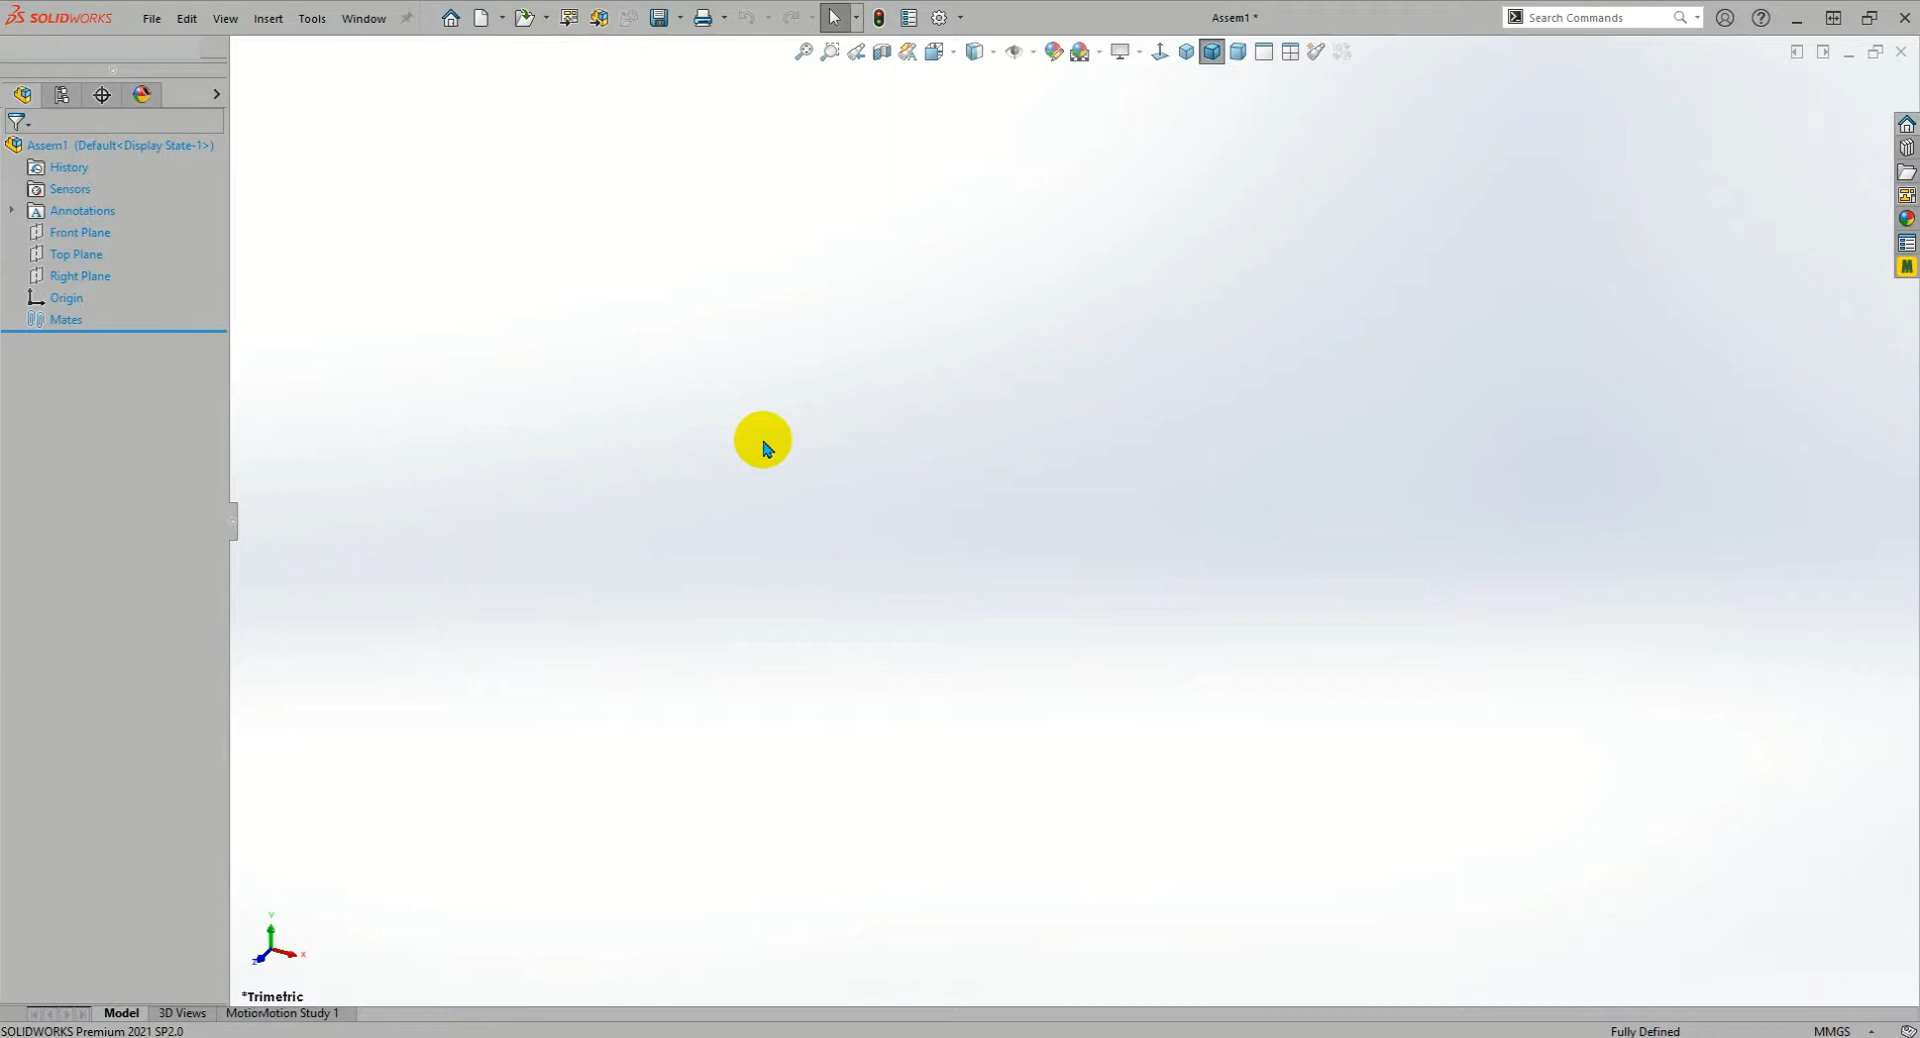 SOLIDWORKS File Edit View Insert Tools Window Assem1 * Search Commands
Assem1 (Default<Display State-1>)
History
Sensors
A Annotations
Front Plane
Top Plane
Right Plane
Origin
Mates
M
Y
X
Z
*Trimetric
Model 3D Views MotionMotion Study 1
SOLIDWORKS Premium 2021 SP2.0 Fully Defined MMGS